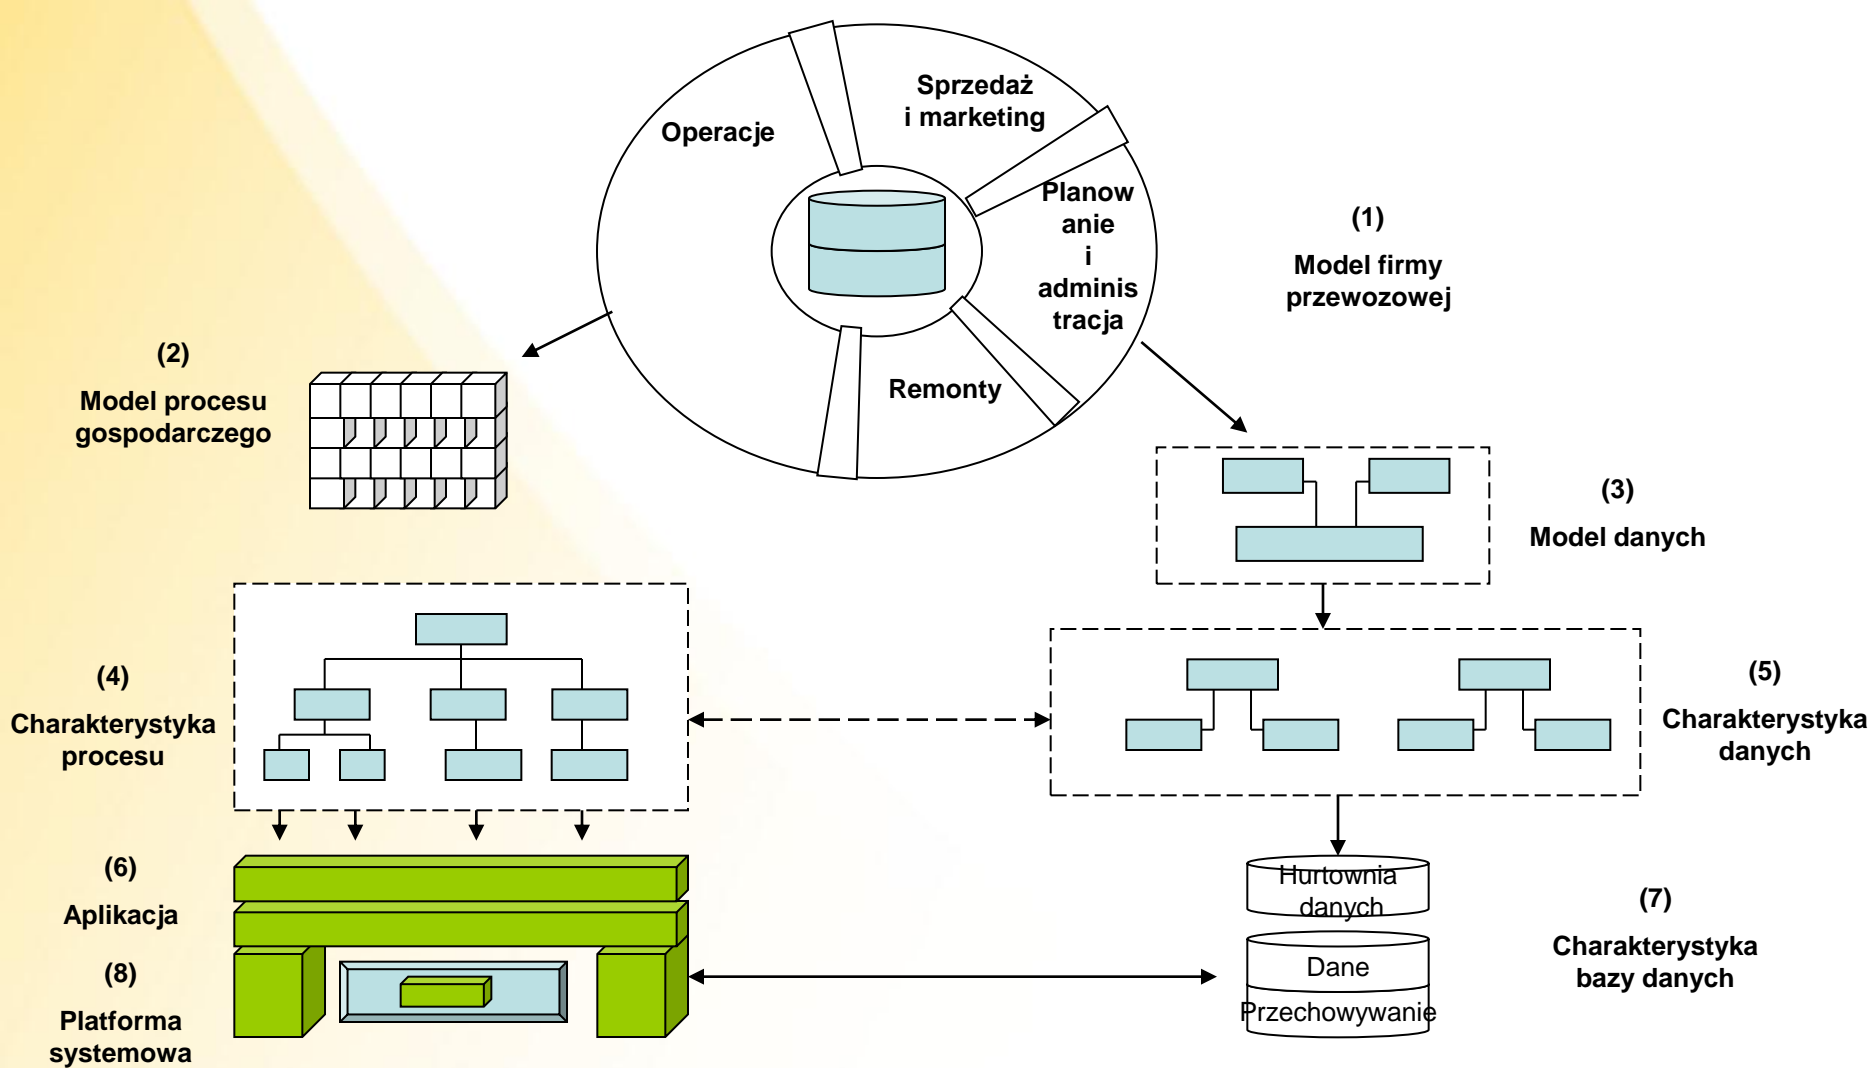 Sprzedaż
i marketing
Operacje
Planow
anie
i
adminis
tracja
Remonty
(1)
Model firmy
przewozowej
(2)
Model procesu
gospodarczego
(3)
Model danych
(4)
Charakterystyka
procesu
(5)
Charakterystyka
danych
(6)
Aplikacja
Hurtownia
danych
(7)
Charakterystyka
bazy danych
Dane
Przechowywanie
(8)
Platforma
systemowa